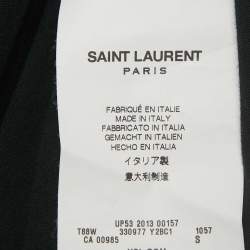 SAINT LAURENT
PARIS
FABRIQUÉ EN ITALIE
MADE IN ITALY
FABBRICATO IN ITALIA
GEMACHT IN ITALIEN
HECHO EN ITALIA
イタリア製
意大利制造
UP53 2013 00157
T88W 330977 Y2BC1 1057
CA 00985 S